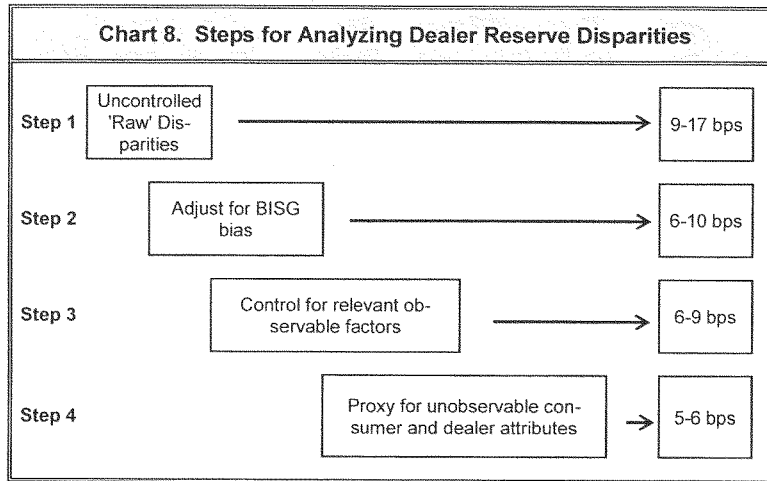 Chart 8. Steps for Analyzing Dealer Reserve Disparities
Step 1
Uncontrolled
'Raw' Dis-
parities
9-17 bps
Step 2
Adjust for BISG
bias
6-10 bps
Step 3
Control for relevant ob-
servable factors
6-9 bps
Step 4
Proxy for unobservable con-
sumer and dealer attributes
5-6 bps